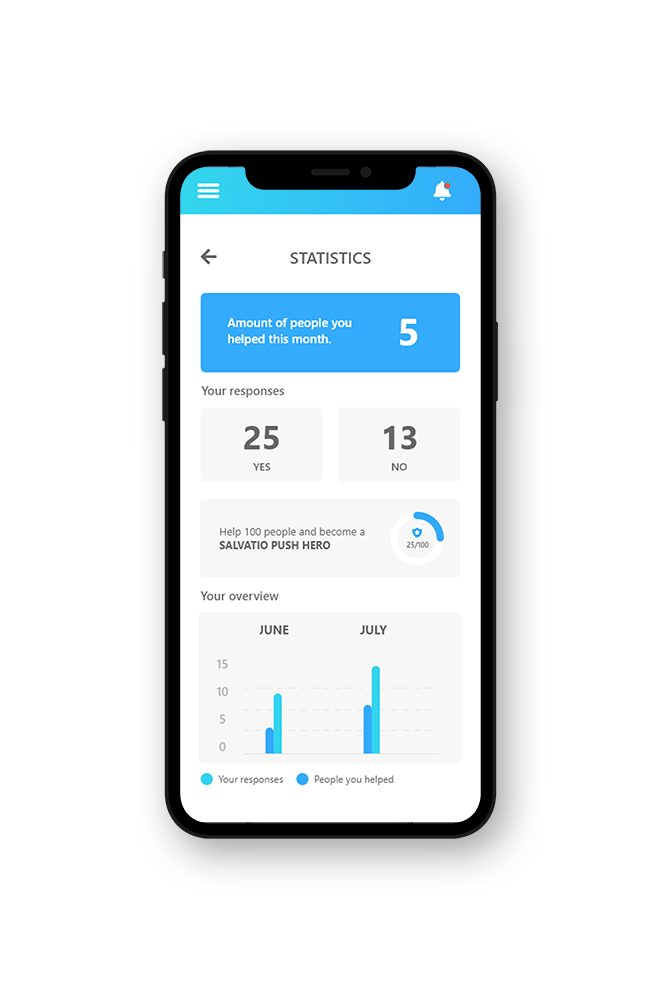 STATISTICS
Amount of people you
helped this month.
5
Your responses
25
YES
13
NO
Help 100 people and become a
SALVATIO PUSH HERO
25/100
Your overview
JUNE
JULY
15
10
5
0
Your responses
People you helped